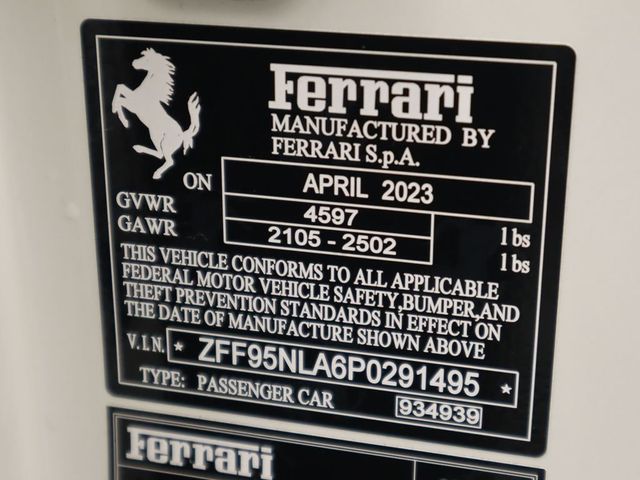 Ferrari
MANUFACTURED BY
FERRARI S.p.A.
ON APRIL 2023
GVWR 4597 lbs
GAWR 2105 - 2502 lbs
THIS VEHICLE CONFORMS TO ALL APPLICABLE
FEDERAL MOTOR VEHICLE SAFETY,BUMPER,AND
THEFT PREVENTION STANDARDS IN EFFECT ON
THE DATE OF MANUFACTURE SHOWN ABOVE
V.I.N. * ZFF95NLA6P0291495 *
TYPE: PASSENGER CAR 934939
Ferrari